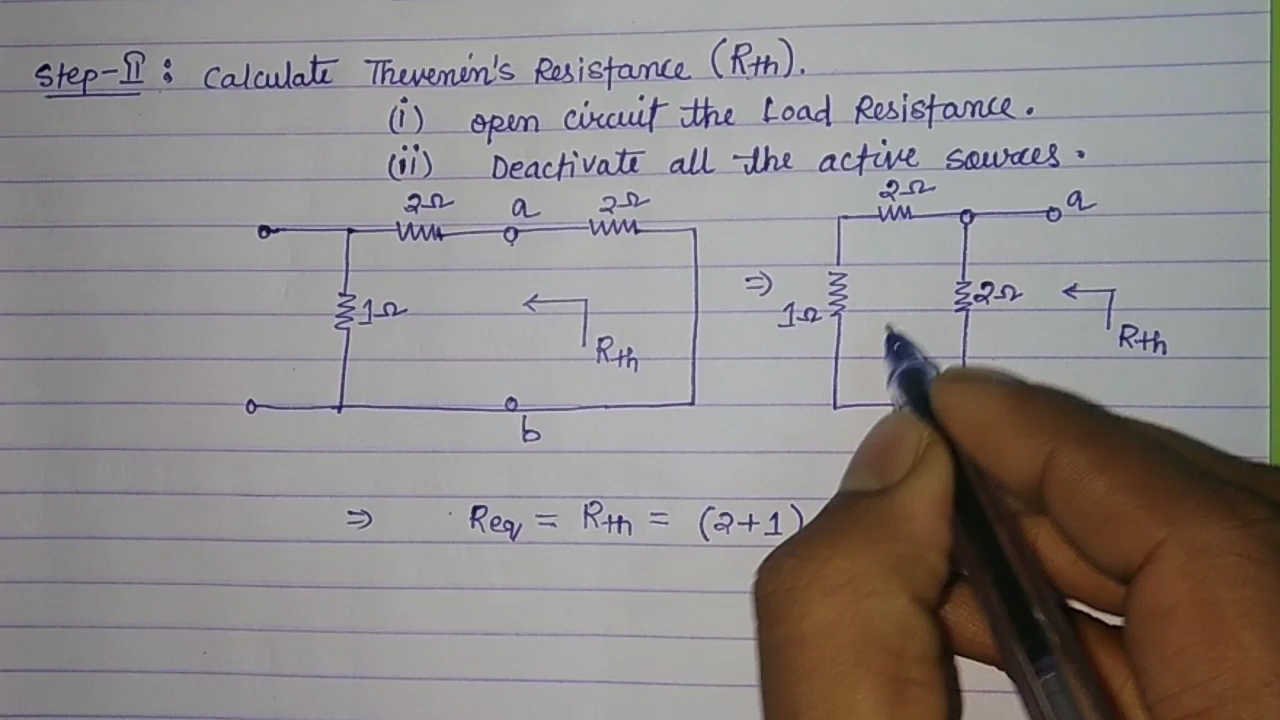 Step-II : Calculate Thevenin's Resistance (Rth).
(i) open circuit the Load Resistance.
(ii) Deactivate all the active sources.
2Ω a 2Ω
1Ω
Rth
b
⇒
2Ω a
1Ω 2Ω
Rth
⇒ Req = Rth = (2+1)